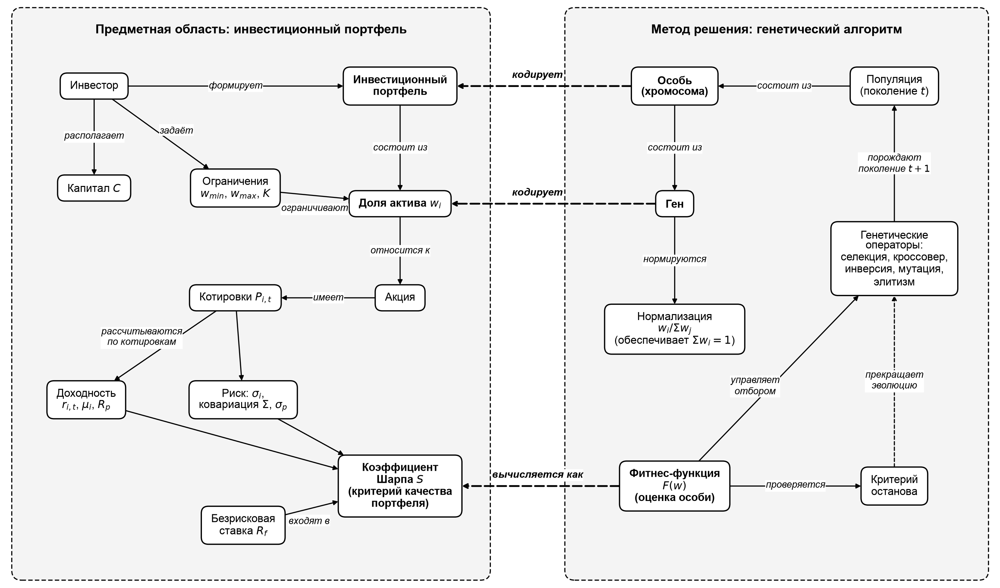 Предметная область: инвестиционный портфель
Инвестор
формирует
Инвестиционный
портфель
располагает
задаёт
состоит из
Капитал C
Ограничения
w_min, w_max, K
ограничивают
Доля актива w_i
относится к
Котировки P_i,t
имеет
Акция
рассчитываются
по котировкам
Доходность
r_i,t, μ_i, R_p
Риск: σ_i,
ковариация Σ, σ_p
Коэффициент
Шарпа S
(критерий качества
портфеля)
Безрисковая
ставка R_f
входят в
кодирует
кодирует
вычисляется как
Метод решения: генетический алгоритм
Особь
(хромосома)
состоит из
Популяция
(поколение t)
состоит из
порождают
поколение t + 1
Ген
нормируются
Генетические
операторы:
селекция, кроссовер,
инверсия, мутация,
элитизм
Нормализация
w_i/Σw_j
(обеспечивает Σw_i = 1)
управляет
отбором
прекращает
эволюцию
Фитнес-функция
F(w)
(оценка особи)
проверяется
Критерий
останова